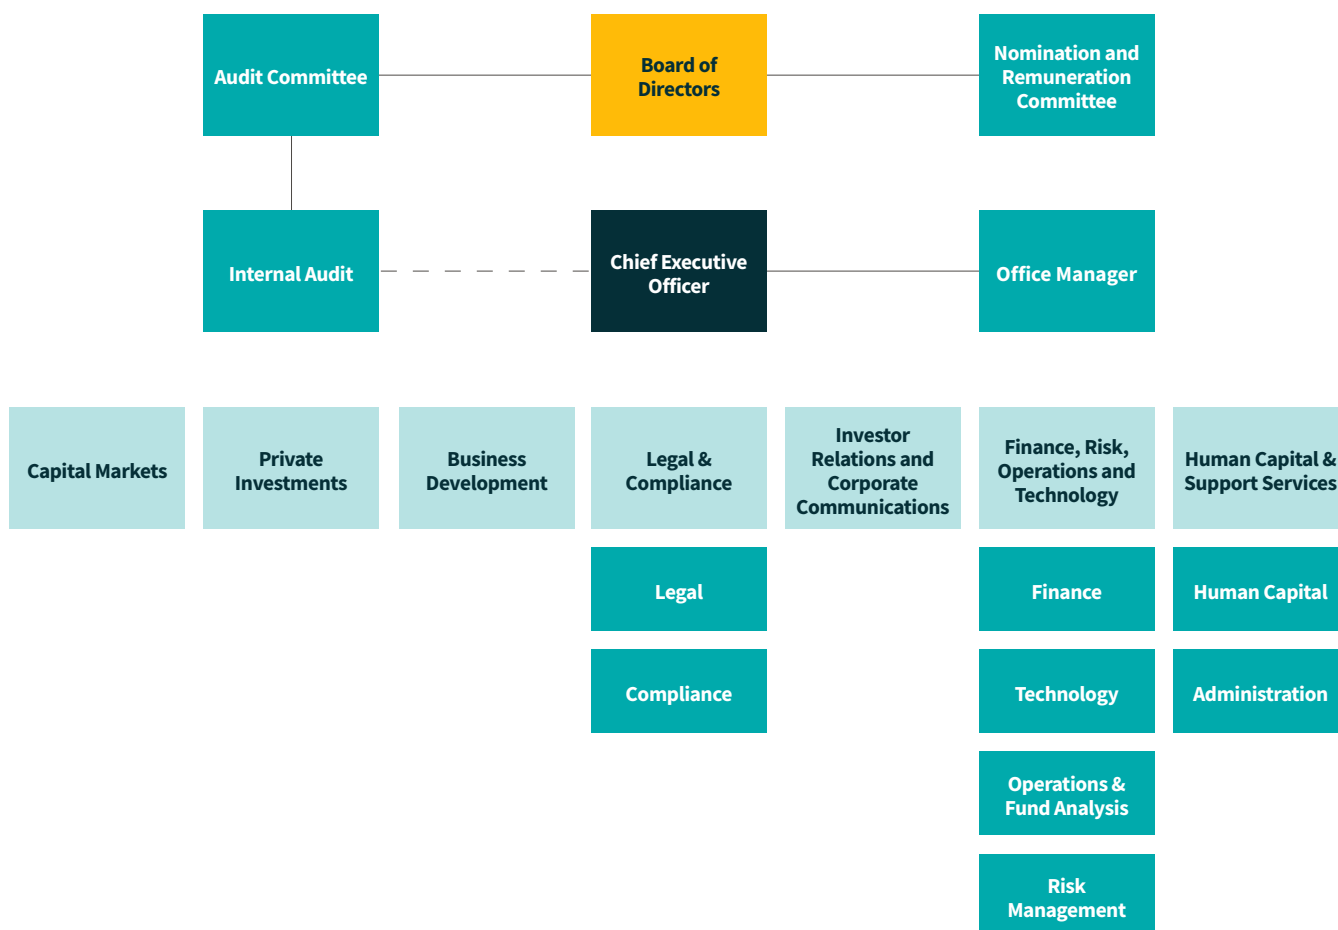 Audit Committee
Board of
Directors
Nomination and
Remuneration
Committee
Internal Audit
Chief Executive
Officer
Office Manager
Capital Markets
Private
Investments
Business
Development
Legal &
Compliance
Investor
Relations and
Corporate
Communications
Finance, Risk,
Operations and
Technology
Human Capital &
Support Services
Legal
Finance
Human Capital
Compliance
Technology
Administration
Operations &
Fund Analysis
Risk
Management